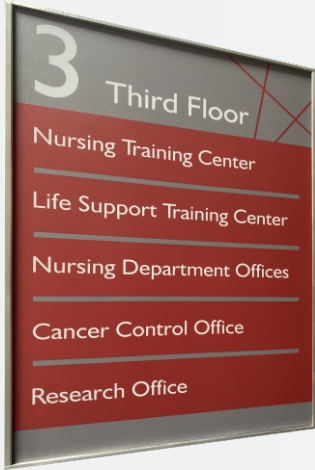 3
Third Floor
Nursing Training Center
Life Support Training Center
Nursing Department Offices
Cancer Control Office
Research Office